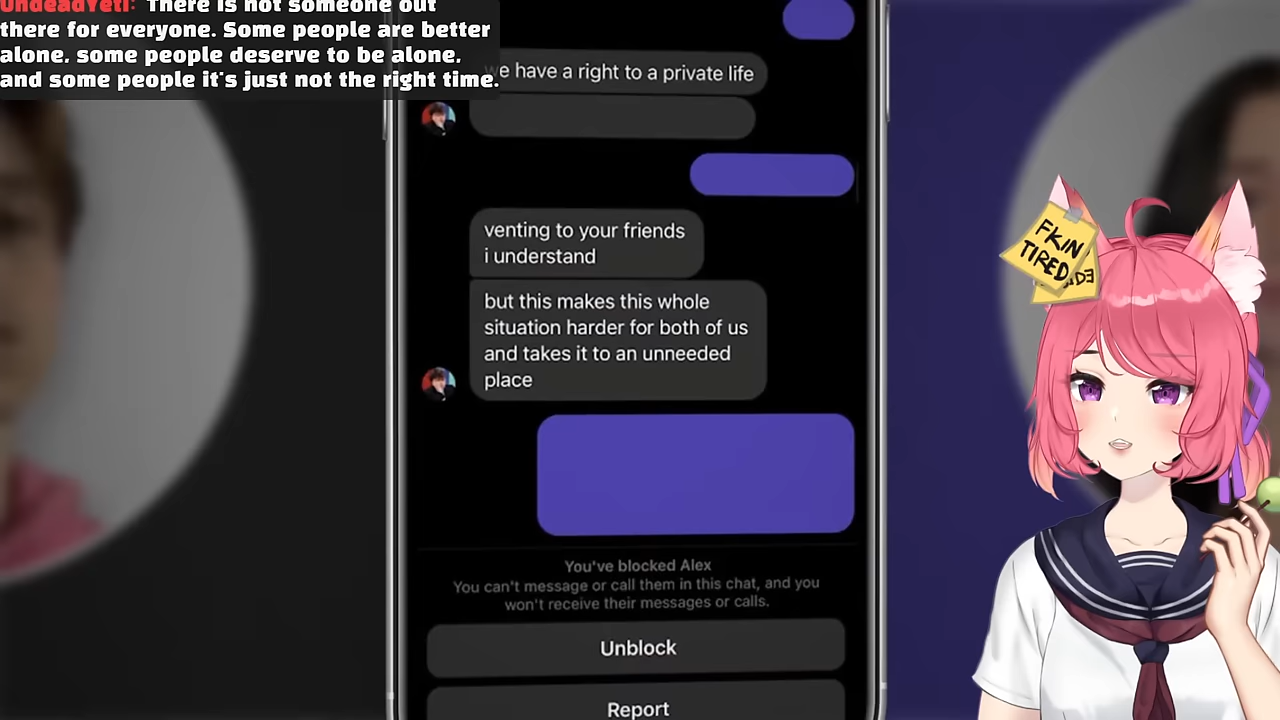 UndeadYeti: There is not someone out
there for everyone. Some people are better
alone, some people deserve to be alone,
and some people it's just not the right time.
we have a right to a private life
venting to your friends
i understand
but this makes this whole
situation harder for both of us
and takes it to an unneeded
place
You've blocked Alex
You can't message or call them in this chat, and you
won't receive their messages or calls.
Unblock
Report
FKIN
TIRED